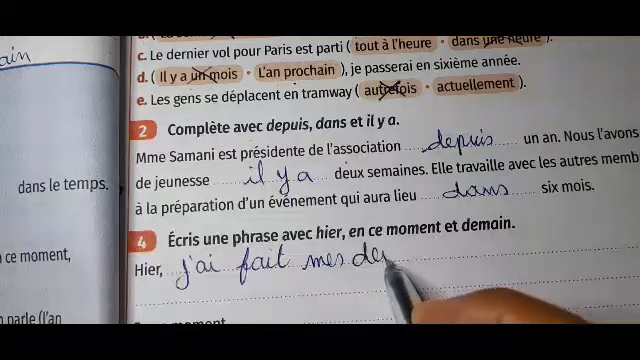 ain
c. Le dernier vol pour Paris est parti ( tout à l'heure • dans une heure ).
d. ( Il y a un mois • L'an prochain ), je passerai en sixième année.
e. Les gens se déplacent en tramway ( autrefois • actuellement ).
2 Complète avec depuis, dans et il y a.
Mme Samani est présidente de l'association depuis un an. Nous l'avons
dans le temps.
de jeunesse il y a deux semaines. Elle travaille avec les autres memb
à la préparation d'un événement qui aura lieu dans six mois.
4 Écris une phrase avec hier, en ce moment et demain.
ce moment,
Hier, j'ai fait mes de
n parle (l'an